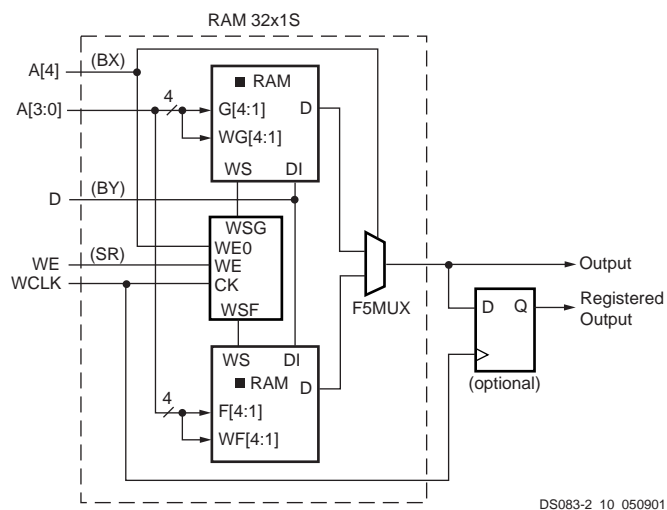 RAM 32x1S
A[4] (BX)
A[3:0]
4
RAM
G[4:1]
D
WG[4:1]
WS
DI
D (BY)
WSG
WE0
WE (SR)
WE
WCLK
CK
WSF
F5MUX
Output
D
Q
Registered
Output
(optional)
WS
DI
RAM
D
4
F[4:1]
WF[4:1]
DS083-2_10_050901